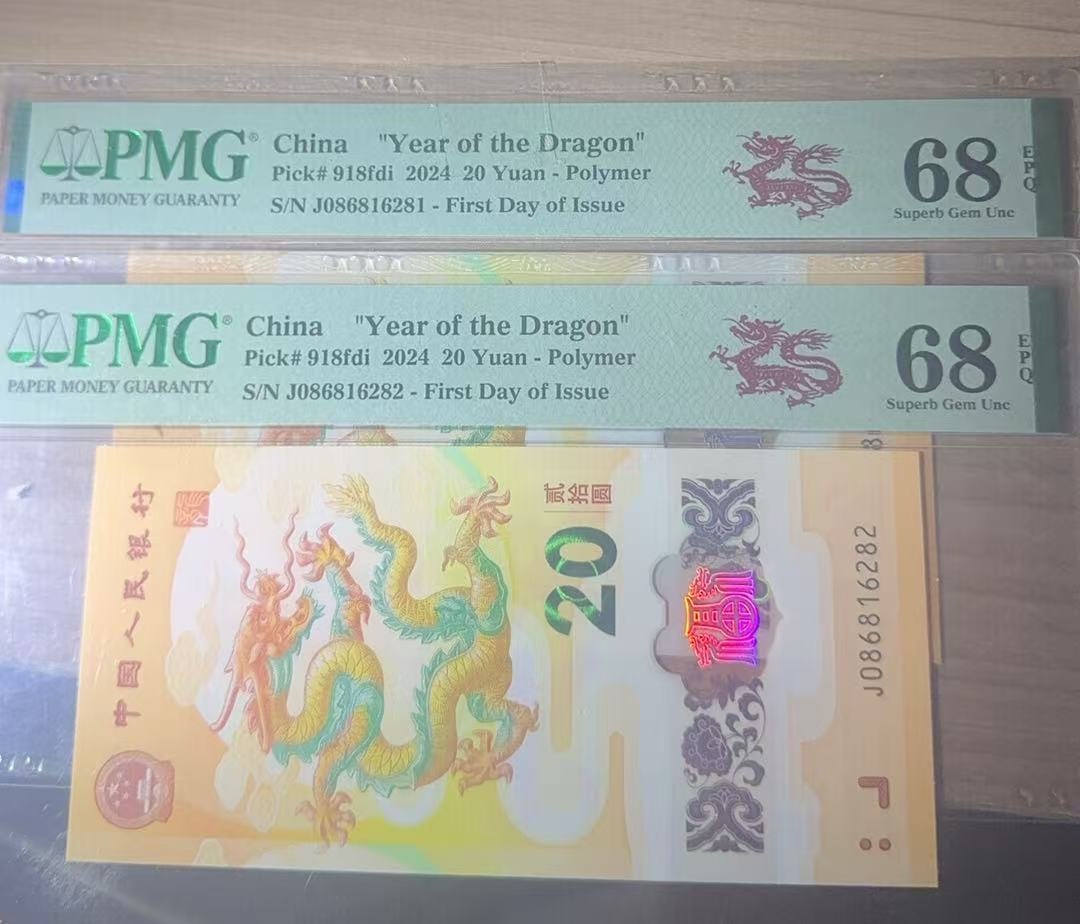 PMG®
PAPER MONEY GUARANTY
China "Year of the Dragon"
Pick# 918fdi 2024 20 Yuan - Polymer
S/N J086816281 - First Day of Issue
68
Superb Gem Unc
EPQ
PMG®
PAPER MONEY GUARANTY
China "Year of the Dragon"
Pick# 918fdi 2024 20 Yuan - Polymer
S/N J086816282 - First Day of Issue
68
Superb Gem Unc
EPQ
中国人民银行
贰拾圆
20
J086816282